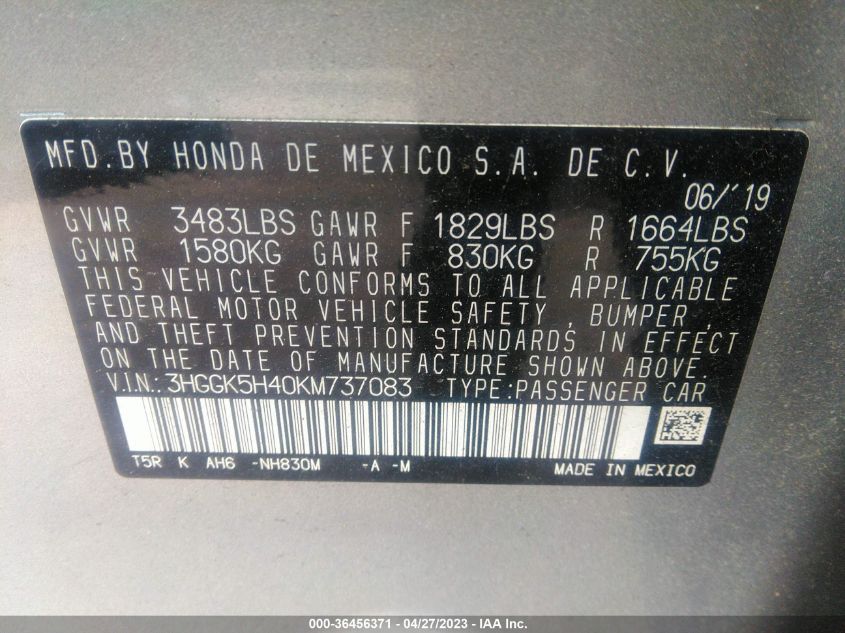 MFD.BY HONDA DE MEXICO S.A. DE C.V.
06/'19
GVWR 3483LBS GAWR F 1829LBS R 1664LBS
GVWR 1580KG GAWR F 830KG R 755KG
THIS VEHICLE CONFORMS TO ALL APPLICABLE
FEDERAL MOTOR VEHICLE SAFETY , BUMPER ,
AND THEFT PREVENTION STANDARDS IN EFFECT
ON THE DATE OF MANUFACTURE SHOWN ABOVE.
V.IN.: 3HGGK5H40KM737083 TYPE:PASSENGER CAR
T5R K AH6 -NH830M -A -M MADE IN MEXICO
000-36456371 - 04/27/2023 - IAA Inc.